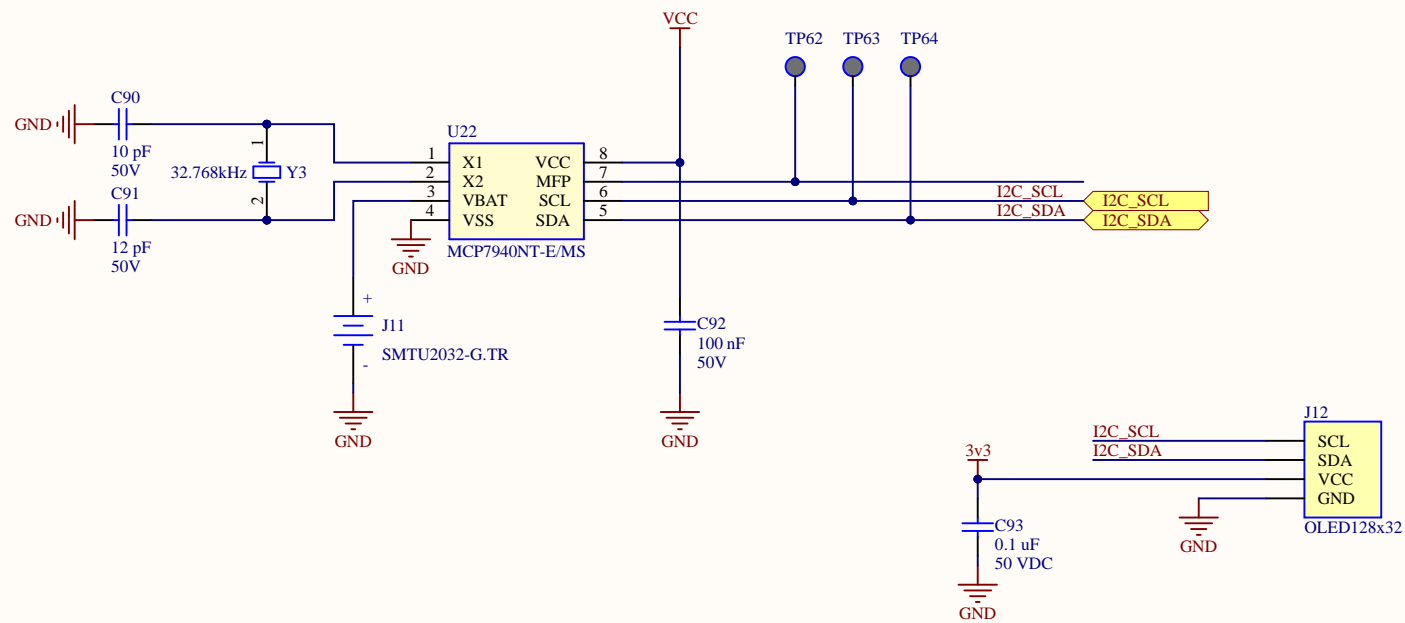 VCC
TP62 TP63 TP64
C90
GND
10 pF
50V
1
32.768kHz Y3
2
C91
GND
12 pF
50V
U22
1 X1 VCC 8
2 X2 MFP 7
3 VBAT SCL 6
4 VSS SDA 5
MCP7940NT-E/MS
GND
I2C_SCL I2C_SCL
I2C_SDA I2C_SDA
+
J11
SMTU2032-G.TR
-
GND
C92
100 nF
50V
GND
J12
I2C_SCL SCL
I2C_SDA SDA
3v3 VCC
GND
GND
OLED128x32
C93
0.1 uF
50 VDC
GND